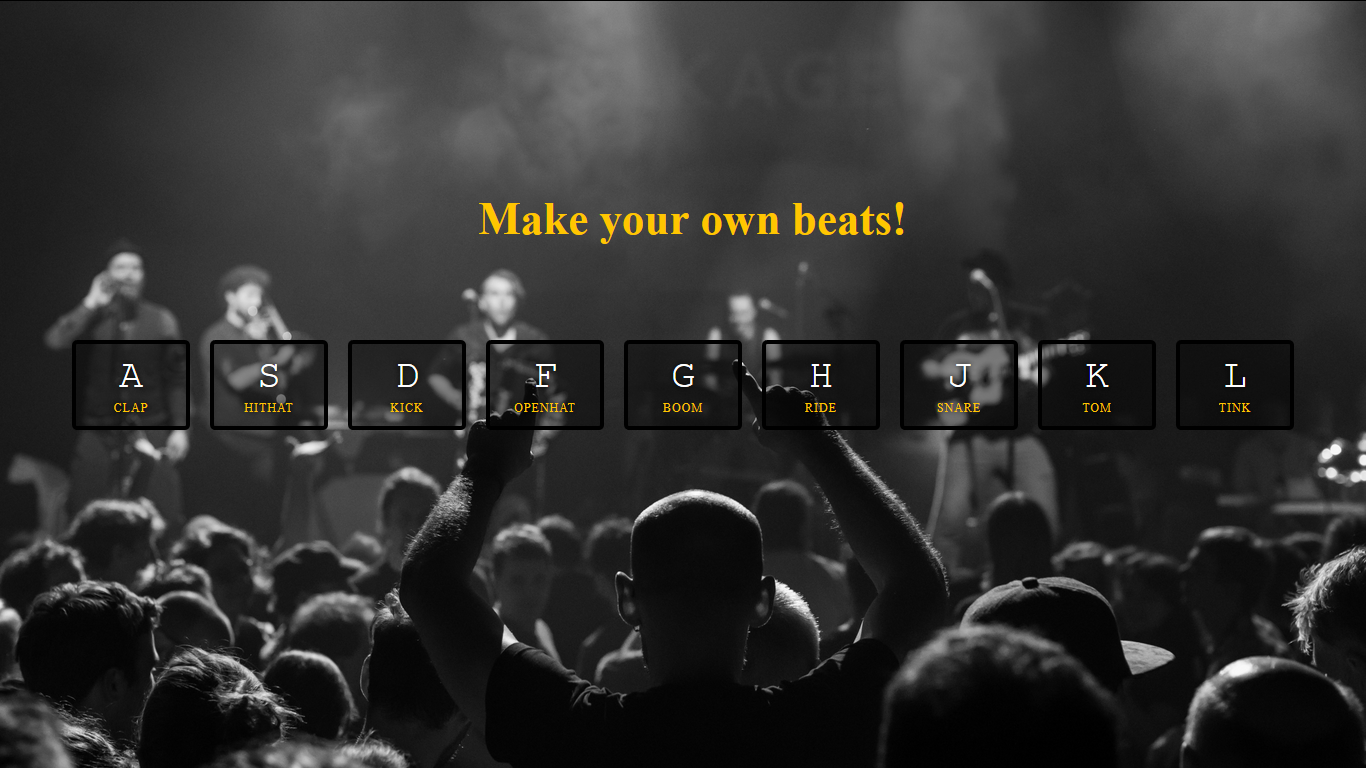 Make your own beats!
A S D F G H J K L
CLAP HITHAT KICK OPENHAT BOOM RIDE SNARE TOM TINK